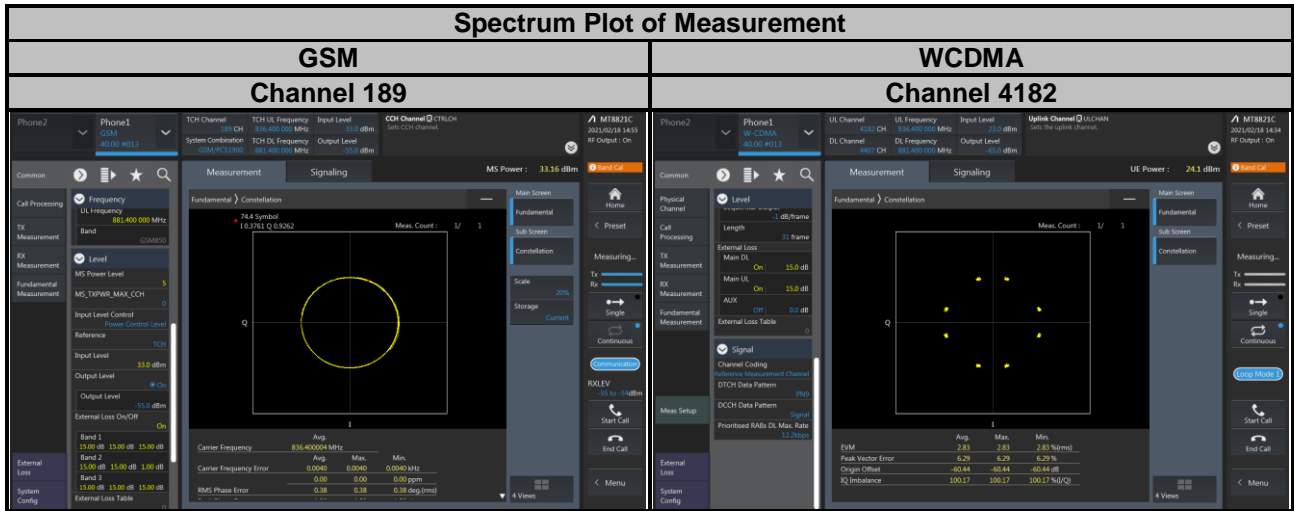 Spectrum Plot of Measurement
GSM
WCDMA
Channel 189
Channel 4182
Phone2
Phone1
GSM
40.00 #013
TCH Channel
189 CH
System Combination
GSM/PCS1900
TCH UL Frequency
836.400 000 MHz
TCH DL Frequency
881.400 000 MHz
Input Level
33.0 dBm
Output Level
-55.0 dBm
CCH Channel CTRLCH
Sets CCH channel.
MT8821C
2021/02/18 14:55
RF Output : On
Common
Call Processing
TX
Measurement
RX
Measurement
Fundamental
Measurement
External
Loss
System
Config
Frequency
DL Frequency
881.400 000 MHz
Band
GSM850
Level
MS Power Level
5
MS_TXPWR_MAX_CCH
0
Input Level Control
Power Control Level
Reference
TCH
Input Level
33.0 dBm
Output Level
On
Output Level
-55.0 dBm
External Loss On/Off
On
Band 1
15.00 dB 15.00 dB 15.00 dB
Band 2
15.00 dB 15.00 dB 1.00 dB
Band 3
15.00 dB 15.00 dB 15.00 dB
External Loss Table
0
Measurement
Signaling
MS Power : 33.16 dBm
Fundamental > Constellation
74.4 Symbol
I 0.3761 Q 0.9262
Meas. Count : 1/ 1
Q
I
Avg.
Carrier Frequency 836.400004 MHz
Avg. Max. Min.
Carrier Frequency Error 0.0040 0.0040 0.0040 kHz
0.00 0.00 0.00 ppm
RMS Phase Error 0.38 0.38 0.38 deg.(rms)
Main Screen
Fundamental
Sub Screen
Constellation
Scale
20%
Storage
Current
4 Views
Band Cal
Home
< Preset
Measuring...
Tx
Rx
Single
Continuous
Communication
RXLEV
-55 to -54dBm
Start Call
End Call
< Menu
Phone2
Phone1
W-CDMA
40.00 #013
UL Channel
4182 CH
DL Channel
4407 CH
UL Frequency
836.400 000 MHz
DL Frequency
881.400 000 MHz
Input Level
23.0 dBm
Output Level
-65.0 dBm
Uplink Channel ULCHAN
Sets the uplink channel.
MT8821C
2021/02/18 14:34
RF Output : On
Common
Physical
Channel
Call
Processing
TX
Measurement
RX
Measurement
Fundamental
Measurement
Meas Setup
External
Loss
System
Config
Level
-1 dB/frame
Length
31 frame
External Loss
Main DL
On 15.0 dB
Main UL
On 15.0 dB
AUX
Off 0.0 dB
External Loss Table
0
Signal
Channel Coding
Reference Measurement Channel
DTCH Data Pattern
PN9
DCCH Data Pattern
Signal
Prioritised RABs DL Max. Rate
12.2kbps
Measurement
Signaling
UE Power : 24.1 dBm
Fundamental > Constellation
Meas. Count : 1/ 1
Q
I
Avg. Max. Min.
EVM 2.83 2.83 2.83 %(rms)
Peak Vector Error 6.29 6.29 6.29 %
Origin Offset -60.44 -60.44 -60.44 dB
IQ Imbalance 100.17 100.17 100.17 %(I/Q)
Main Screen
Fundamental
Sub Screen
Constellation
4 Views
Band Cal
Home
< Preset
Measuring...
Tx
Rx
Single
Continuous
Loop Mode 1
Start Call
End Call
< Menu